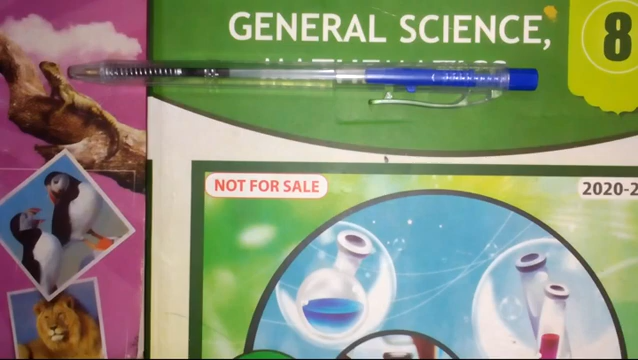 GENERAL SCIENCE,
8
NOT FOR SALE
2020-2